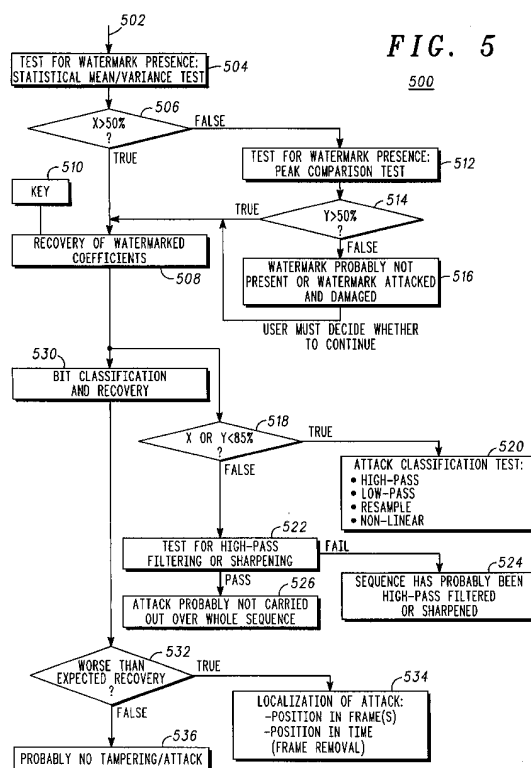 502
FIG. 5
500
TEST FOR WATERMARK PRESENCE:
STATISTICAL MEAN/VARIANCE TEST
504
X>50%
?
506
FALSE
TRUE
510
KEY
TEST FOR WATERMARK PRESENCE:
PEAK COMPARISON TEST
512
Y>50%
?
514
TRUE
FALSE
RECOVERY OF WATERMARKED
COEFFICIENTS
508
WATERMARK PROBABLY NOT
PRESENT OR WATERMARK ATTACKED
AND DAMAGED
516
USER MUST DECIDE WHETHER
TO CONTINUE
530
BIT CLASSIFICATION
AND RECOVERY
X OR Y<85%
?
518
TRUE
FALSE
520
ATTACK CLASSIFICATION TEST:
• HIGH-PASS
• LOW-PASS
• RESAMPLE
• NON-LINEAR
522
TEST FOR HIGH-PASS
FILTERING OR SHARPENING
FAIL
PASS
524
SEQUENCE HAS PROBABLY BEEN
HIGH-PASS FILTERED
OR SHARPENED
526
ATTACK PROBABLY NOT CARRIED
OUT OVER WHOLE SEQUENCE
532
WORSE THAN
EXPECTED RECOVERY
?
TRUE
FALSE
534
LOCALIZATION OF ATTACK:
-POSITION IN FRAME(S)
-POSITION IN TIME
(FRAME REMOVAL)
536
PROBABLY NO TAMPERING/ATTACK